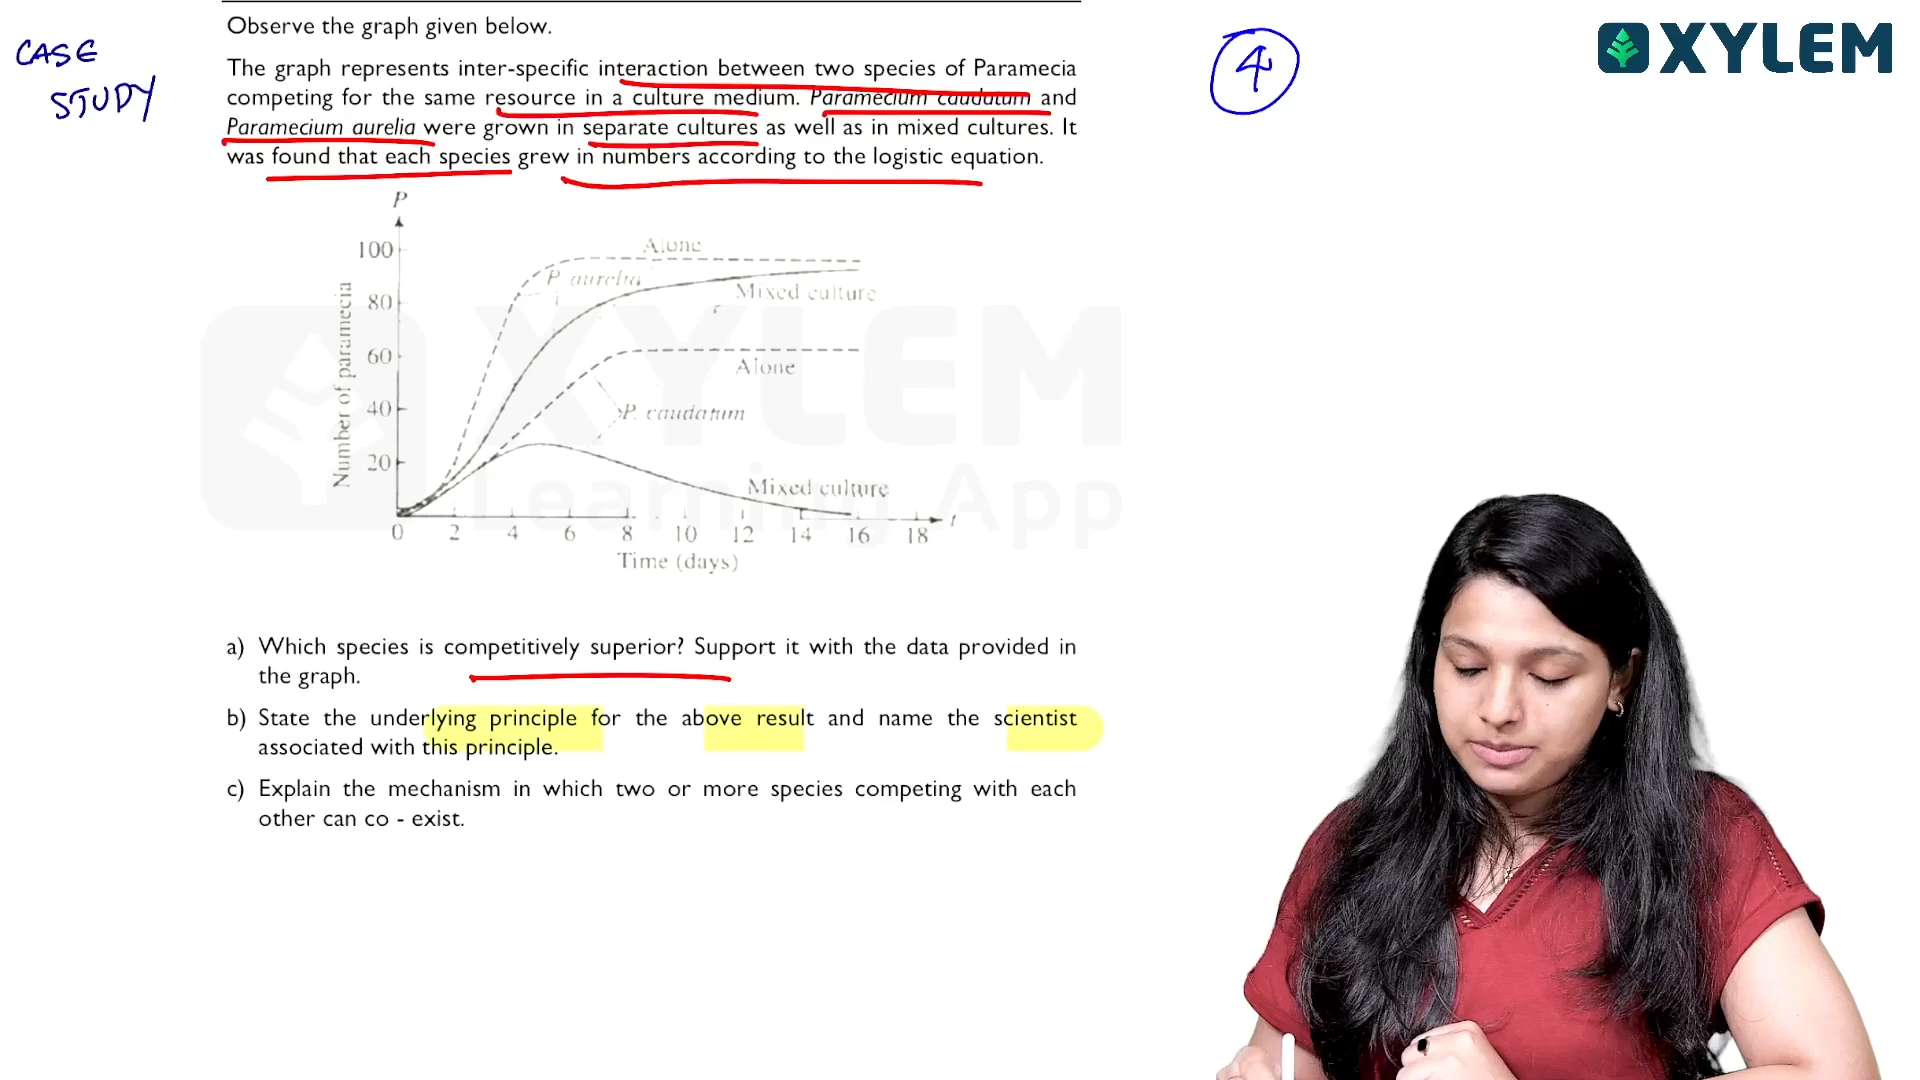 CASE
STUDY
4
XYLEM
Observe the graph given below.
The graph represents inter-specific interaction between two species of Paramecia
competing for the same resource in a culture medium. Paramecium caudatum and
Paramecium aurelia were grown in separate cultures as well as in mixed cultures. It
was found that each species grew in numbers according to the logistic equation.
P
100
80
60
40
20
Number of paramecia
Alone
P. aurelia
Mixed culture
Alone
P. caudatum
Mixed culture
0 2 4 6 8 10 12 14 16 18 t
Time (days)
XYLEM
Learning App
a) Which species is competitively superior? Support it with the data provided in
the graph.
b) State the underlying principle for the above result and name the scientist
associated with this principle.
c) Explain the mechanism in which two or more species competing with each
other can co - exist.